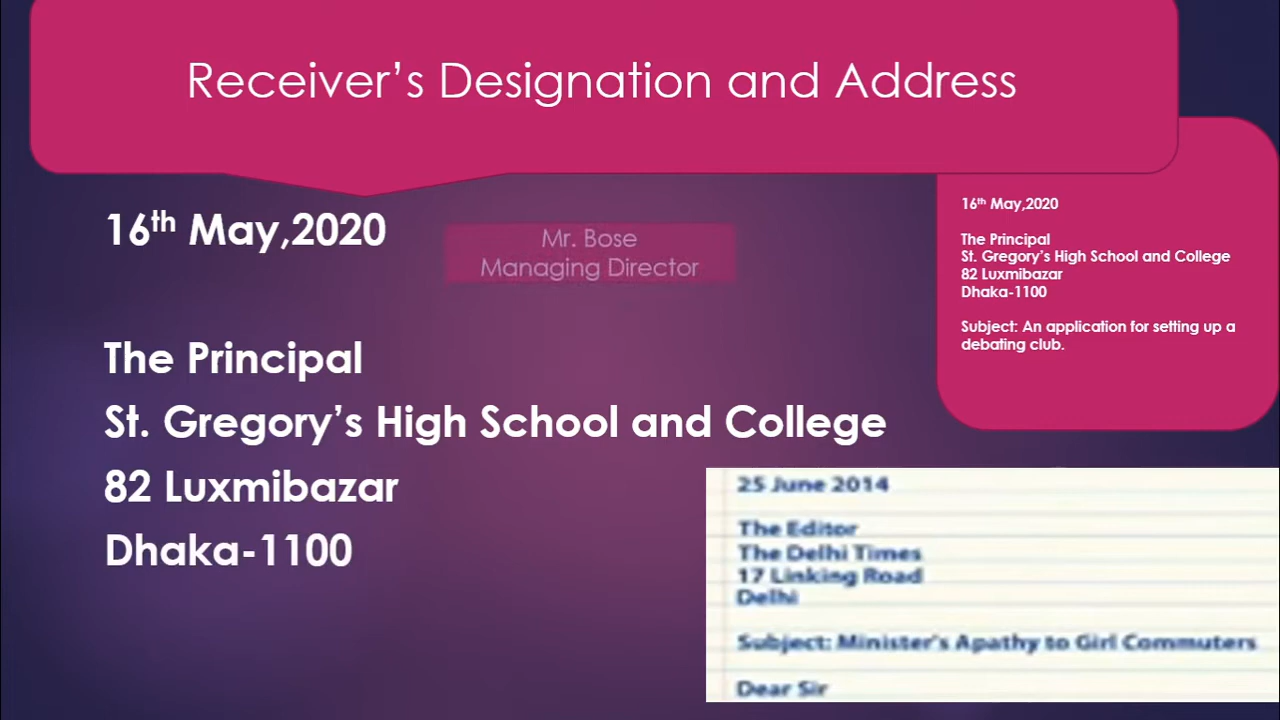 Receiver’s Designation and Address
16th May,2020
Mr. Bose
Managing Director
The Principal
St. Gregory’s High School and College
82 Luxmibazar
Dhaka-1100
16th May,2020
The Principal
St. Gregory’s High School and College
82 Luxmibazar
Dhaka-1100
Subject: An application for setting up a
debating club.
25 June 2014
The Editor
The Delhi Times
17 Linking Road
Delhi
Subject: Minister's Apathy to Girl Commuters
Dear Sir